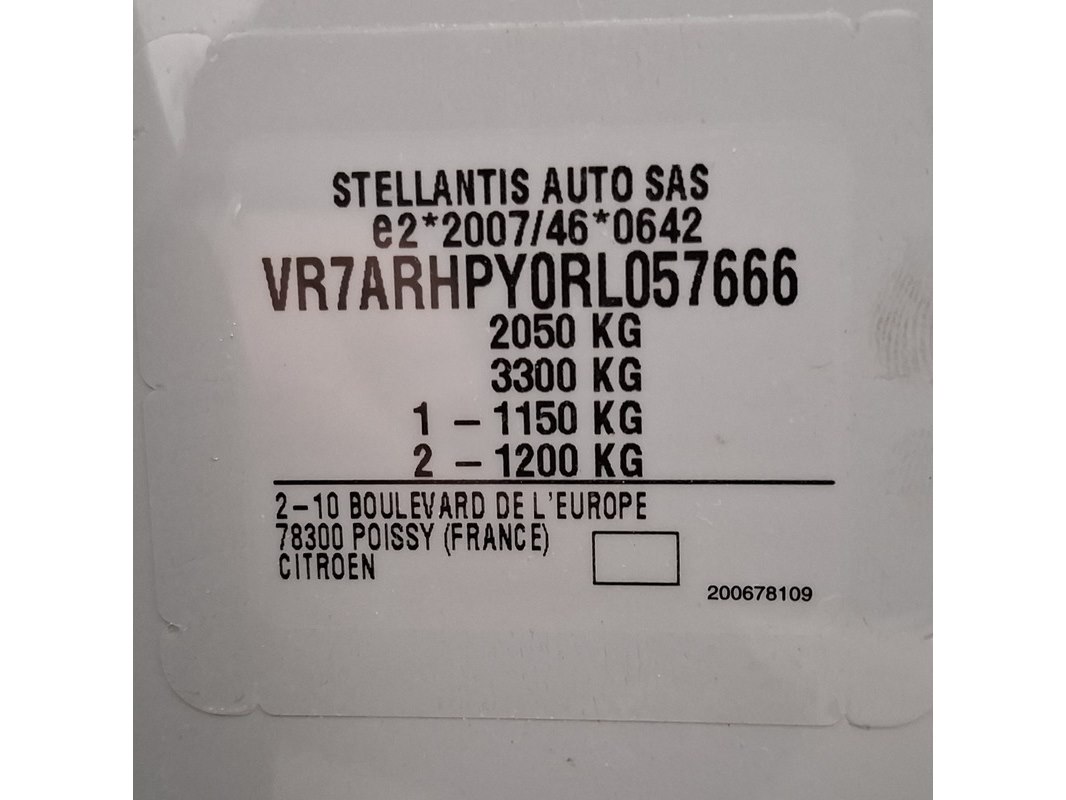 STELLANTIS AUTO SAS
e2*2007/46*0642
VR7ARHPY0RL057666
2050 KG
3300 KG
1 – 1150 KG
2 – 1200 KG
2–10 BOULEVARD DE L'EUROPE
78300 POISSY (FRANCE)
CITROEN
200678109